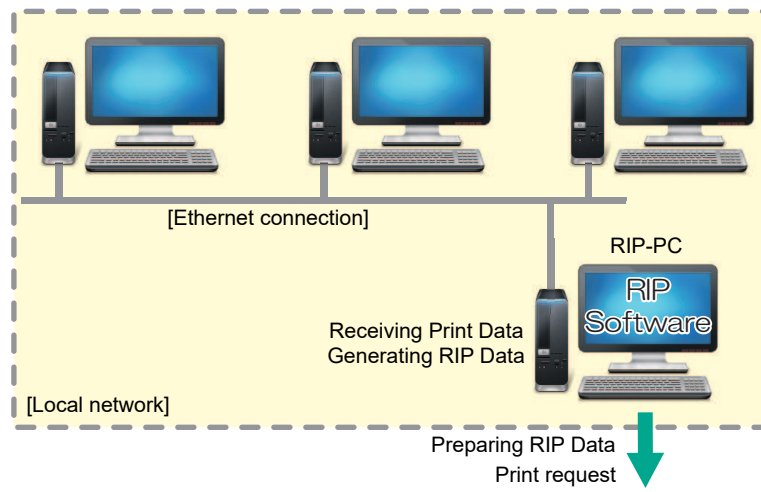 [Ethernet connection]
RIP-PC
RIP
Software
Receiving Print Data
Generating RIP Data
[Local network]
Preparing RIP Data
Print request